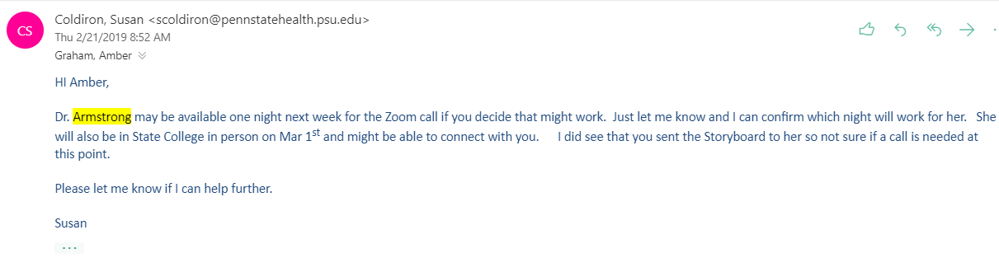 CS
Coldiron, Susan <scoldiron@pennstatehealth.psu.edu>
Thu 2/21/2019 8:52 AM
Graham, Amber
HI Amber,
Dr. Armstrong may be available one night next week for the Zoom call if you decide that might work.  Just let me know and I can confirm which night will work for her.   She
will also be in State College in person on Mar 1st and might be able to connect with you.      I did see that you sent the Storyboard to her so not sure if a call is needed at
this point.
Please let me know if I can help further.
Susan
...